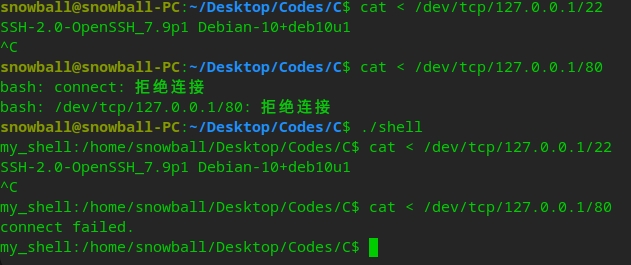 snowball@snowball-PC:~/Desktop/Codes/C$ cat < /dev/tcp/127.0.0.1/22
SSH-2.0-OpenSSH_7.9p1 Debian-10+deb10u1
^C
snowball@snowball-PC:~/Desktop/Codes/C$ cat < /dev/tcp/127.0.0.1/80
bash: connect: 拒绝连接
bash: /dev/tcp/127.0.0.1/80: 拒绝连接
snowball@snowball-PC:~/Desktop/Codes/C$ ./shell
my_shell:/home/snowball/Desktop/Codes/C$ cat < /dev/tcp/127.0.0.1/22
SSH-2.0-OpenSSH_7.9p1 Debian-10+deb10u1
^C
my_shell:/home/snowball/Desktop/Codes/C$ cat < /dev/tcp/127.0.0.1/80
connect failed.
my_shell:/home/snowball/Desktop/Codes/C$